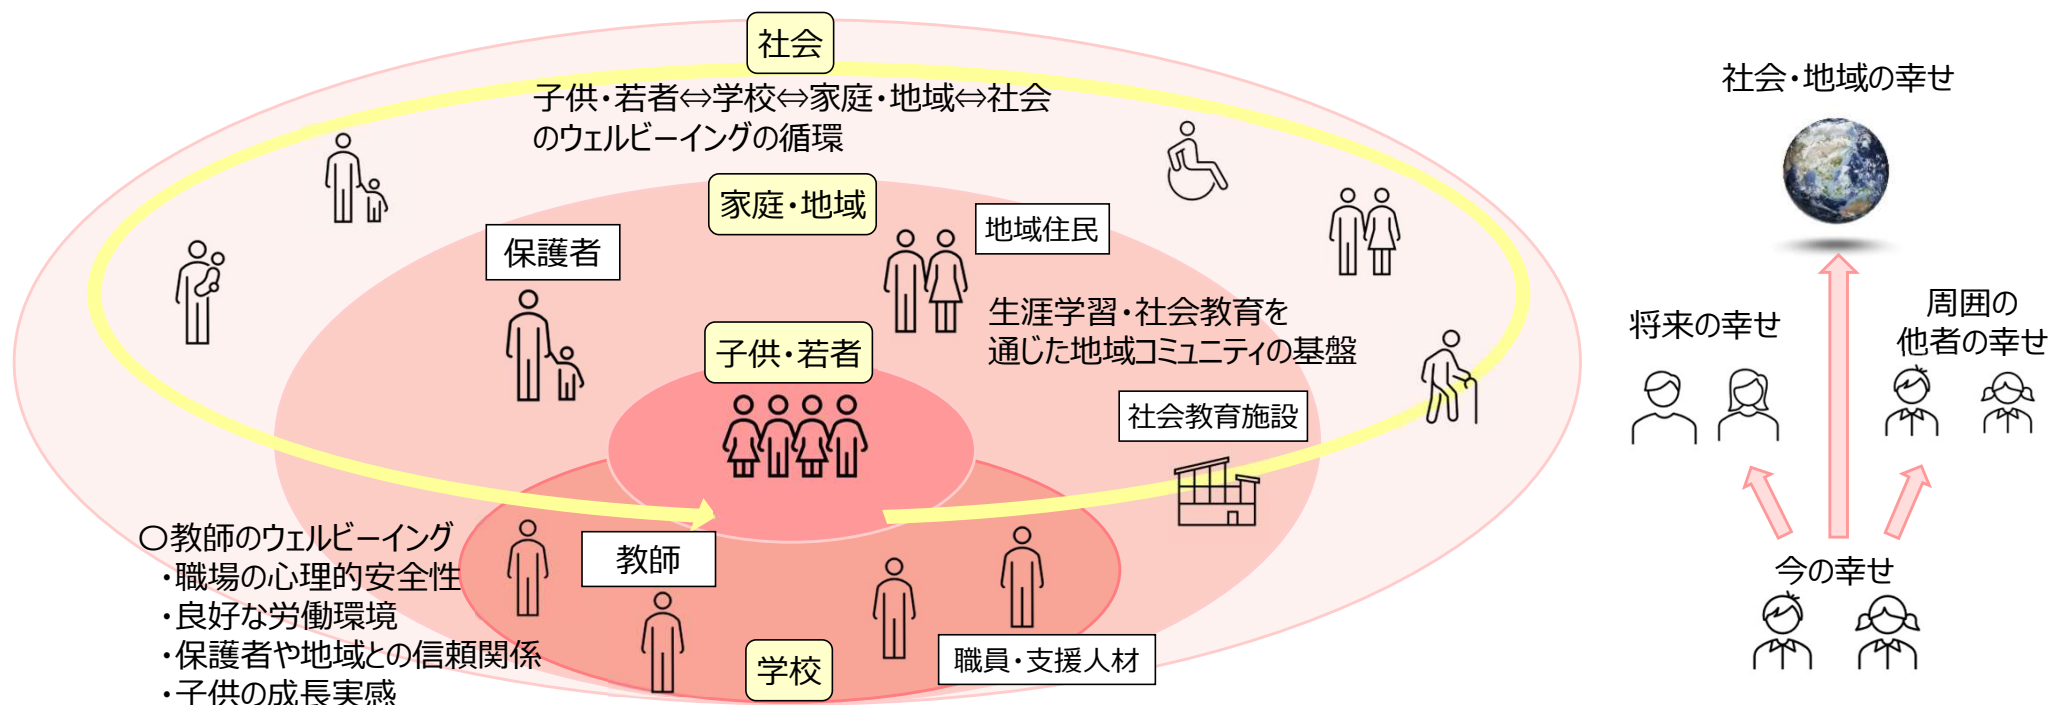 社会
子供・若者⇔学校⇔家庭・地域⇔社会
のウェルビーイングの循環
家庭・地域
地域住民
保護者
生涯学習・社会教育を
通じた地域コミュニティの基盤
子供・若者
社会教育施設
〇教師のウェルビーイング
・職場の心理的安全性
・良好な労働環境
・保護者や地域との信頼関係
・子供の成長実感
教師
職員・支援人材
学校
社会・地域の幸せ
将来の幸せ
周囲の
他者の幸せ
今の幸せ